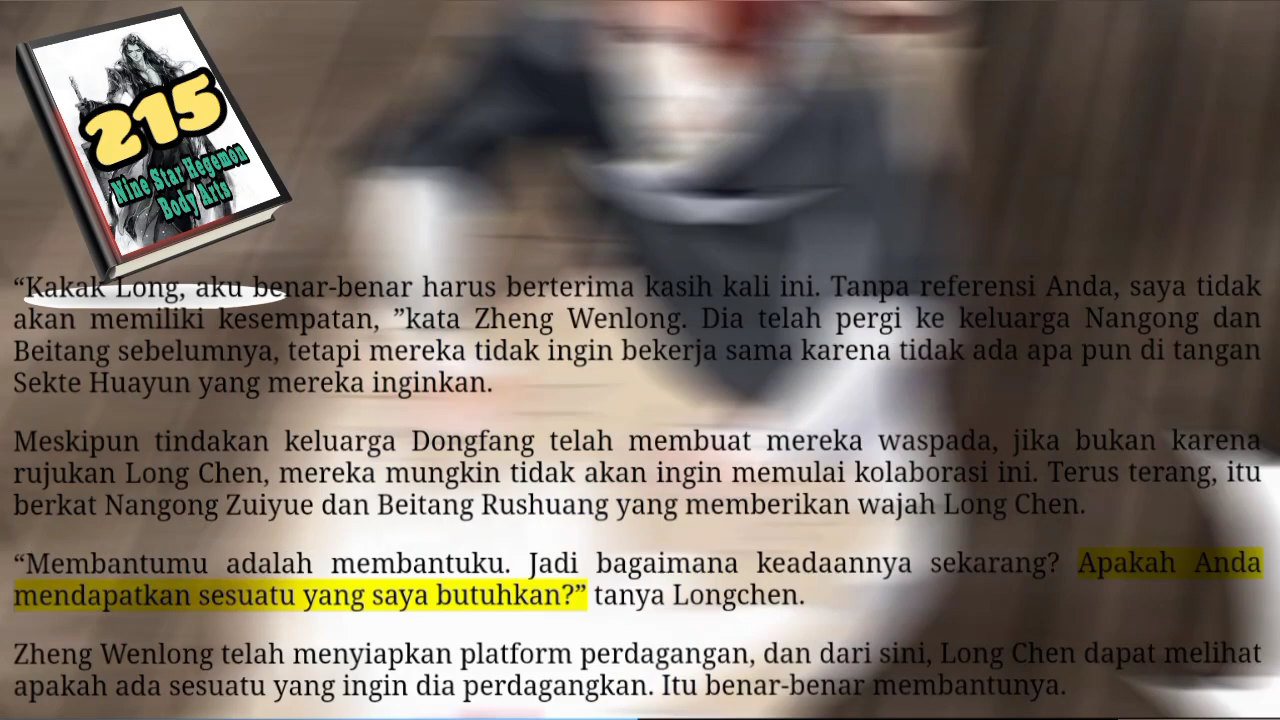 215
Nine Star Hegemon
Body Arts
“Kakak Long, aku benar-benar harus berterima kasih kali ini. Tanpa referensi Anda, saya tidak
akan memiliki kesempatan, ”kata Zheng Wenlong. Dia telah pergi ke keluarga Nangong dan
Beitang sebelumnya, tetapi mereka tidak ingin bekerja sama karena tidak ada apa pun di tangan
Sekte Huayun yang mereka inginkan.
Meskipun tindakan keluarga Dongfang telah membuat mereka waspada, jika bukan karena
rujukan Long Chen, mereka mungkin tidak akan ingin memulai kolaborasi ini. Terus terang, itu
berkat Nangong Zuiyue dan Beitang Rushuang yang memberikan wajah Long Chen.
“Membantumu adalah membantuku. Jadi bagaimana keadaannya sekarang? Apakah Anda
mendapatkan sesuatu yang saya butuhkan?” tanya Longchen.
Zheng Wenlong telah menyiapkan platform perdagangan, dan dari sini, Long Chen dapat melihat
apakah ada sesuatu yang ingin dia perdagangkan. Itu benar-benar membantunya.